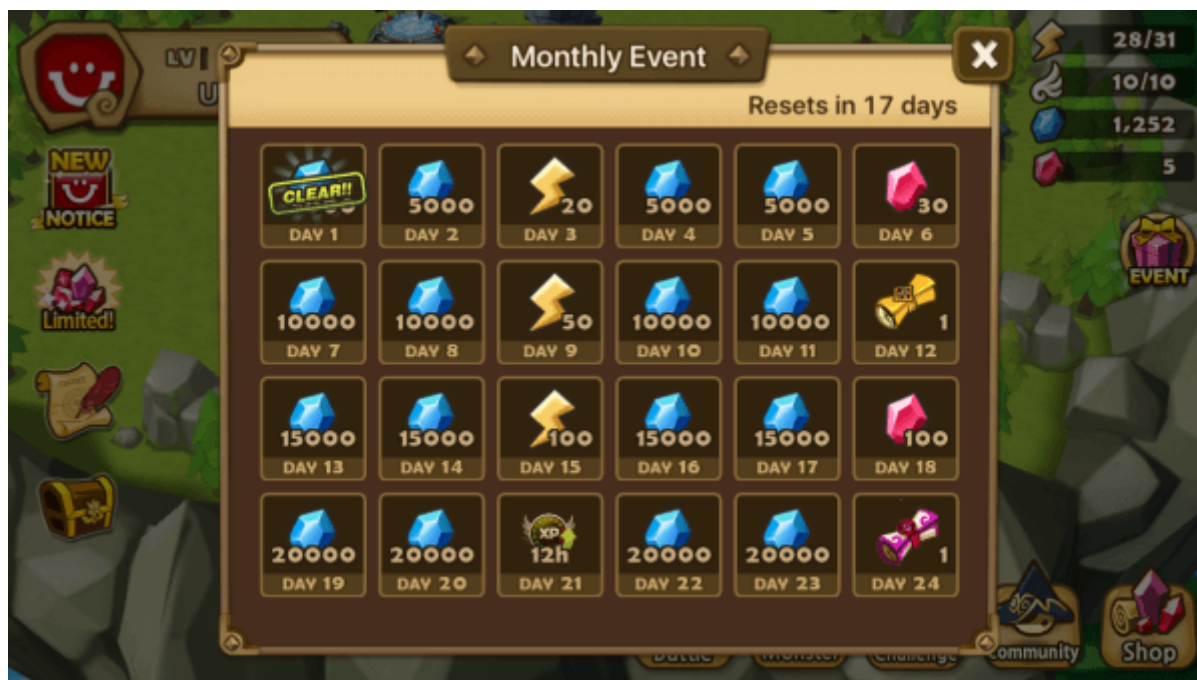 Monthly Event
Resets in 17 days
LV
U
28/31
10/10
1,252
5
NEW
NOTICE
Limited!
EVENT
CLEAR!!
DAY 1
5000
DAY 2
20
DAY 3
5000
DAY 4
5000
DAY 5
30
DAY 6
10000
DAY 7
10000
DAY 8
50
DAY 9
10000
DAY 10
10000
DAY 11
1
DAY 12
15000
DAY 13
15000
DAY 14
100
DAY 15
15000
DAY 16
15000
DAY 17
100
DAY 18
20000
DAY 19
20000
DAY 20
XP
12h
DAY 21
20000
DAY 22
20000
DAY 23
1
DAY 24
Battle
Monster
Challenge
Community
Shop